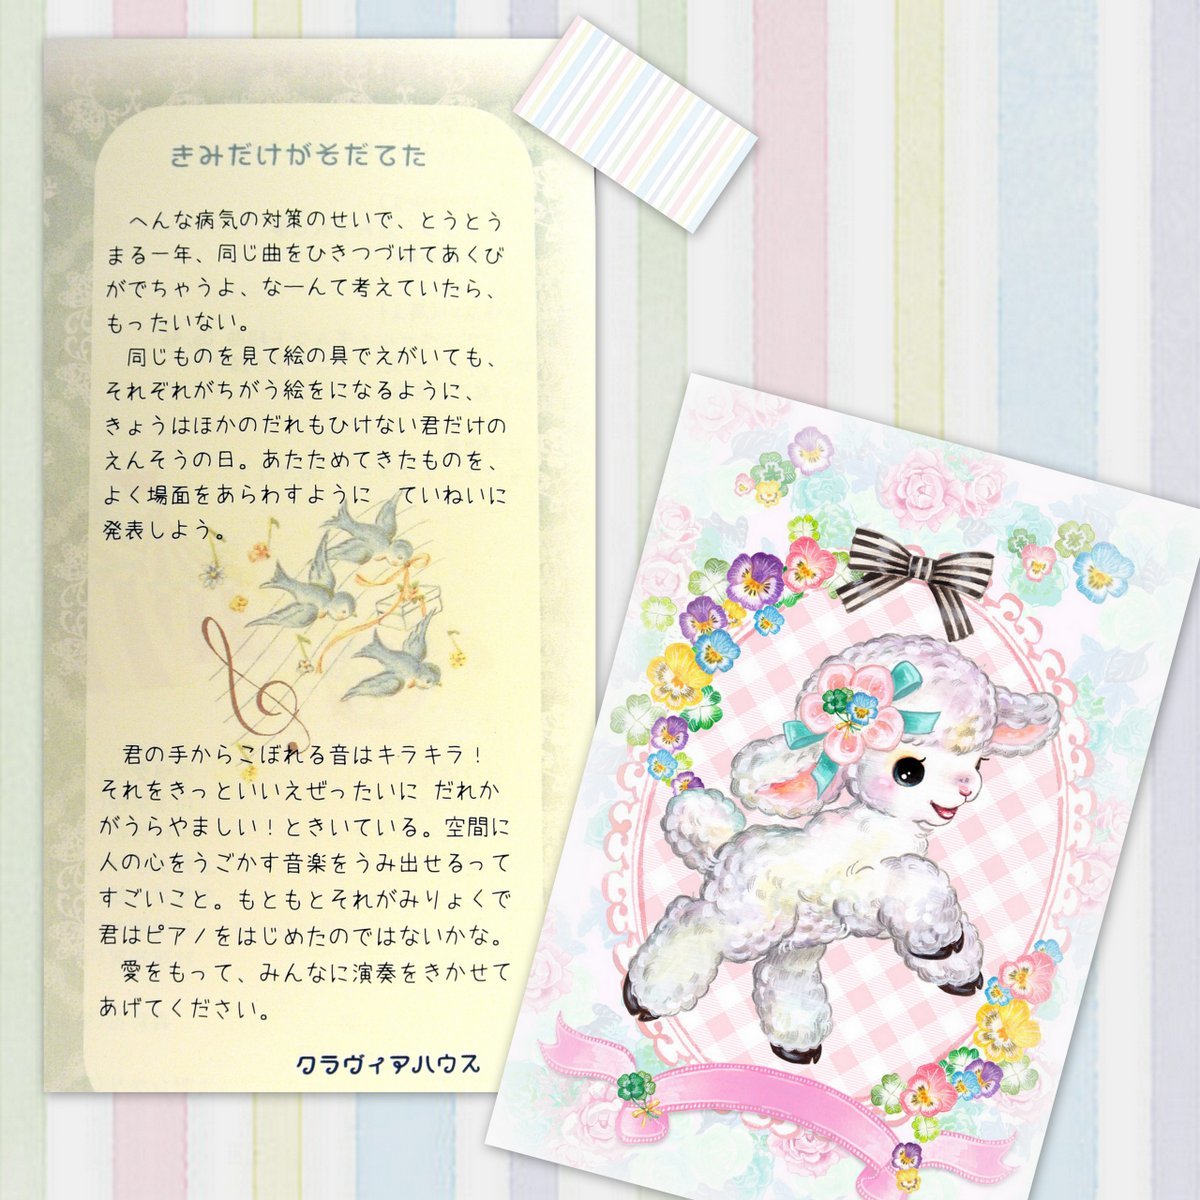 きみだけがそだてた
へんな病気の対策のせいで、とうとう
まる一年、同じ曲をひきつづけてあくび
がでちゃうよ、なーんて考えていたら、
もったいない。
同じものを見て絵の具でえがいても、
それぞれがちがう絵をになるように、
きょうはほかのだれもひけない君だけの
えんそうの日。あたためてきたものを、
よく場面をあらわすように ていねいに
発表しよう。
君の手からこぼれる音はキラキラ！
それをきっといいえぜったいに だれか
がうらやましい！ときいている。空間に
人の心をうごかす音楽をうみ出せるって
すごいこと。もともとそれがみりょくで
君はピアノをはじめたのではないかな。
愛をもって、みんなに演奏をきかせて
あげてください。
クラヴィアハウス